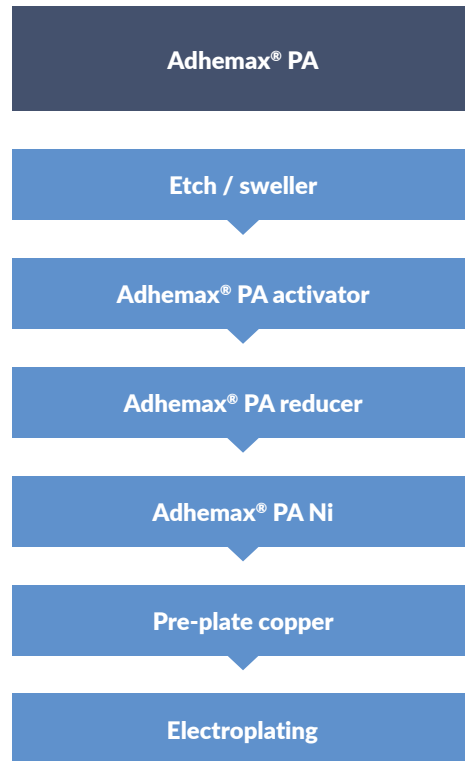 Adhemax® PA
Etch / sweller
Adhemax® PA activator
Adhemax® PA reducer
Adhemax® PA Ni
Pre-plate copper
Electroplating